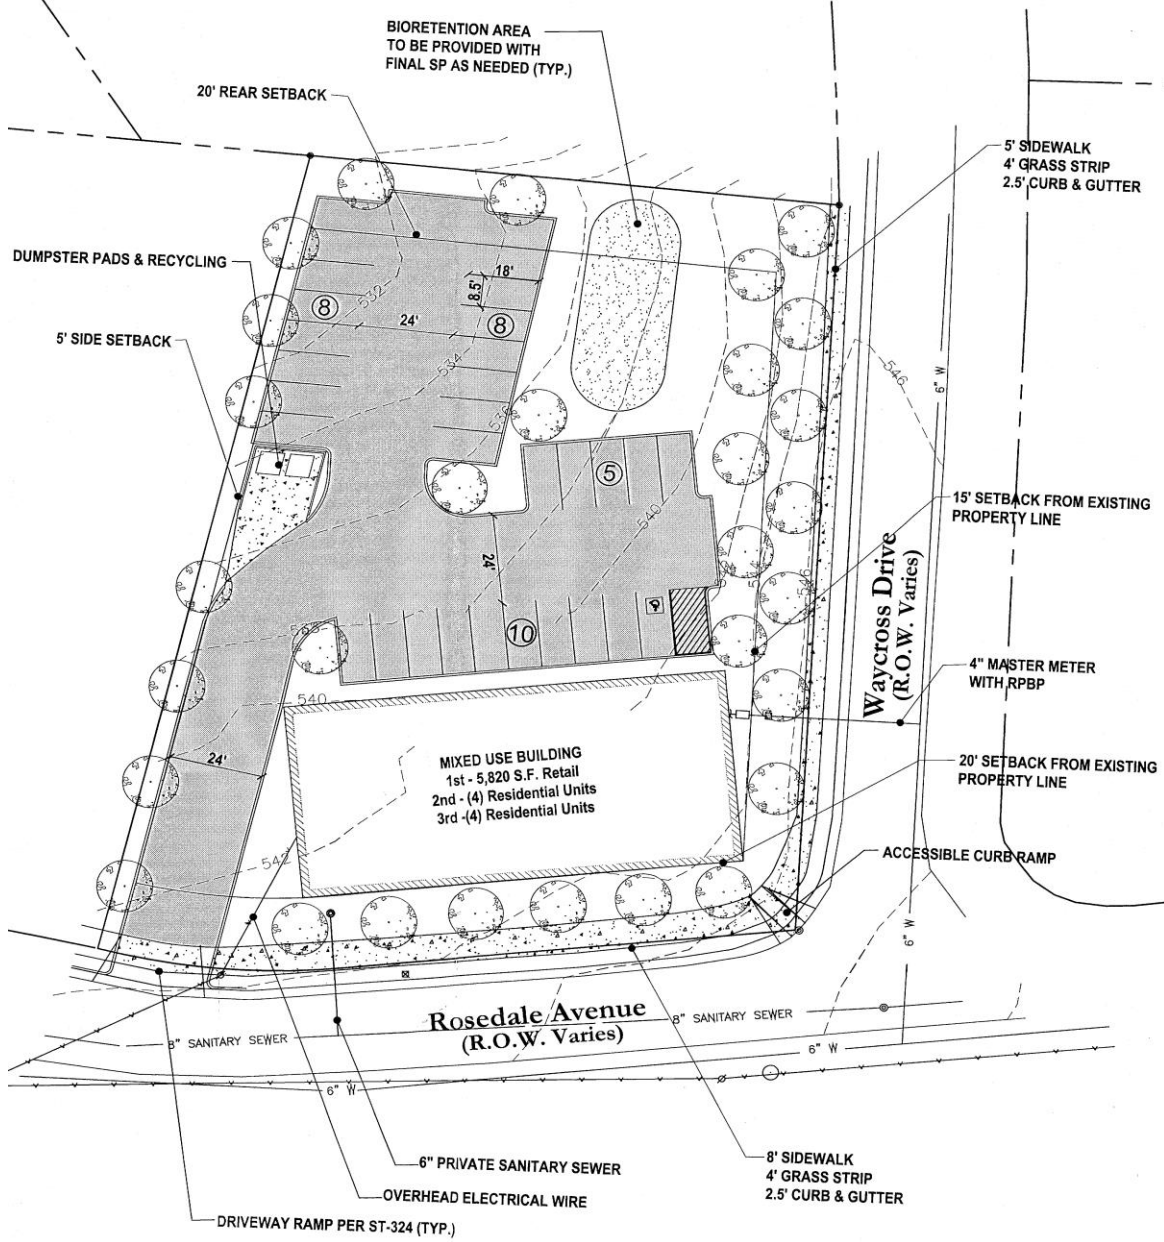 BIORETENTION AREA
TO BE PROVIDED WITH
FINAL SP AS NEEDED (TYP.)
20' REAR SETBACK
5' SIDEWALK
4' GRASS STRIP
2.5' CURB & GUTTER
DUMPSTER PADS & RECYCLING
18'
8.5'
532
8
24'
8
5' SIDE SETBACK
534
546
6" W
536
5
15' SETBACK FROM EXISTING
PROPERTY LINE
540
24'
Waycross Drive
(R.O.W. Varies)
10
540
4" MASTER METER
WITH RPBP
24'
MIXED USE BUILDING
1st - 5,820 S.F. Retail
2nd - (4) Residential Units
3rd -(4) Residential Units
20' SETBACK FROM EXISTING
PROPERTY LINE
542
ACCESSIBLE CURB RAMP
6" W
Rosedale Avenue
(R.O.W. Varies)
8" SANITARY SEWER
8" SANITARY SEWER
6" W
6" W
6" PRIVATE SANITARY SEWER
OVERHEAD ELECTRICAL WIRE
DRIVEWAY RAMP PER ST-324 (TYP.)
8' SIDEWALK
4' GRASS STRIP
2.5' CURB & GUTTER